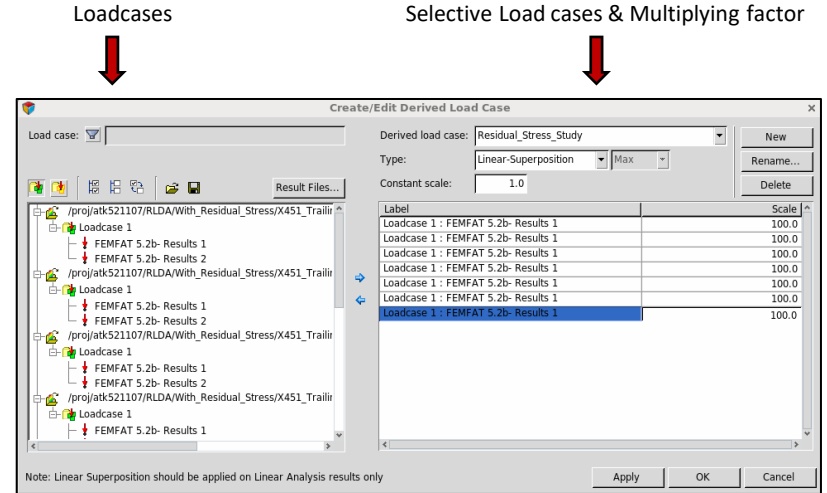 Loadcases
Selective Load cases & Multiplying factor
Create/Edit Derived Load Case
Load case:
Result Files...
/proj/atk521107/RLDA/With_Residual_Stress/X451_Trailir
Loadcase 1
FEMFAT 5.2b- Results 1
FEMFAT 5.2b- Results 2
/proj/atk521107/RLDA/With_Residual_Stress/X451_Trailir
Loadcase 1
FEMFAT 5.2b- Results 1
FEMFAT 5.2b- Results 2
/proj/atk521107/RLDA/With_Residual_Stress/X451_Trailir
Loadcase 1
FEMFAT 5.2b- Results 1
FEMFAT 5.2b- Results 2
/proj/atk521107/RLDA/With_Residual_Stress/X451_Trailir
Loadcase 1
FEMFAT 5.2b- Results 1
Derived load case: Residual_Stress_Study
New
Type: Linear-Superposition Max
Rename...
Constant scale: 1.0
Delete
Label Scale
Loadcase 1 : FEMFAT 5.2b- Results 1 100.0
Loadcase 1 : FEMFAT 5.2b- Results 1 100.0
Loadcase 1 : FEMFAT 5.2b- Results 1 100.0
Loadcase 1 : FEMFAT 5.2b- Results 1 100.0
Loadcase 1 : FEMFAT 5.2b- Results 1 100.0
Loadcase 1 : FEMFAT 5.2b- Results 1 100.0
Loadcase 1 : FEMFAT 5.2b- Results 1 100.0
Note: Linear Superposition should be applied on Linear Analysis results only
Apply OK Cancel